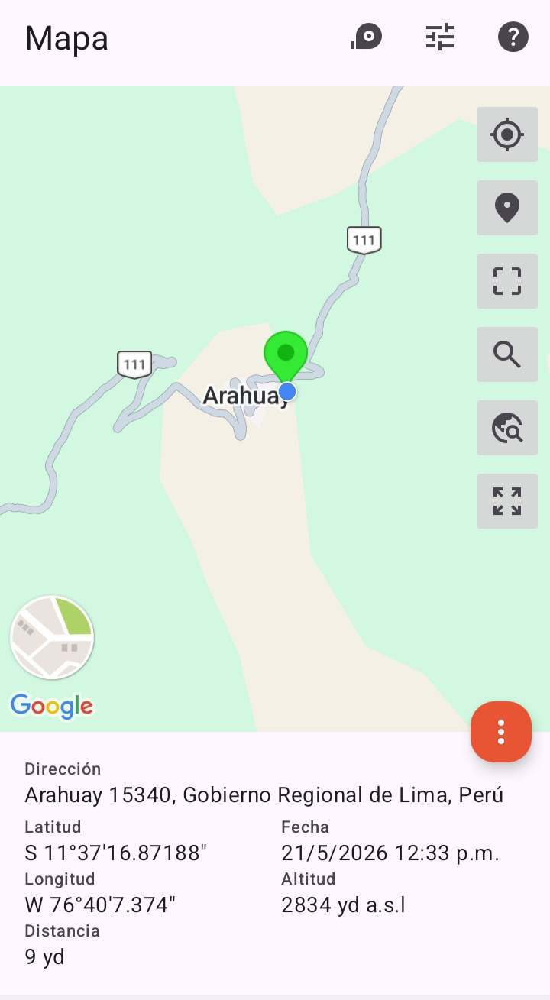 Mapa
111
111
Arahuay
Google
Dirección
Arahuay 15340, Gobierno Regional de Lima, Perú
Latitud
S 11°37'16.87188"
Fecha
21/5/2026 12:33 p.m.
Longitud
W 76°40'7.374"
Altitud
2834 yd a.s.l
Distancia
9 yd